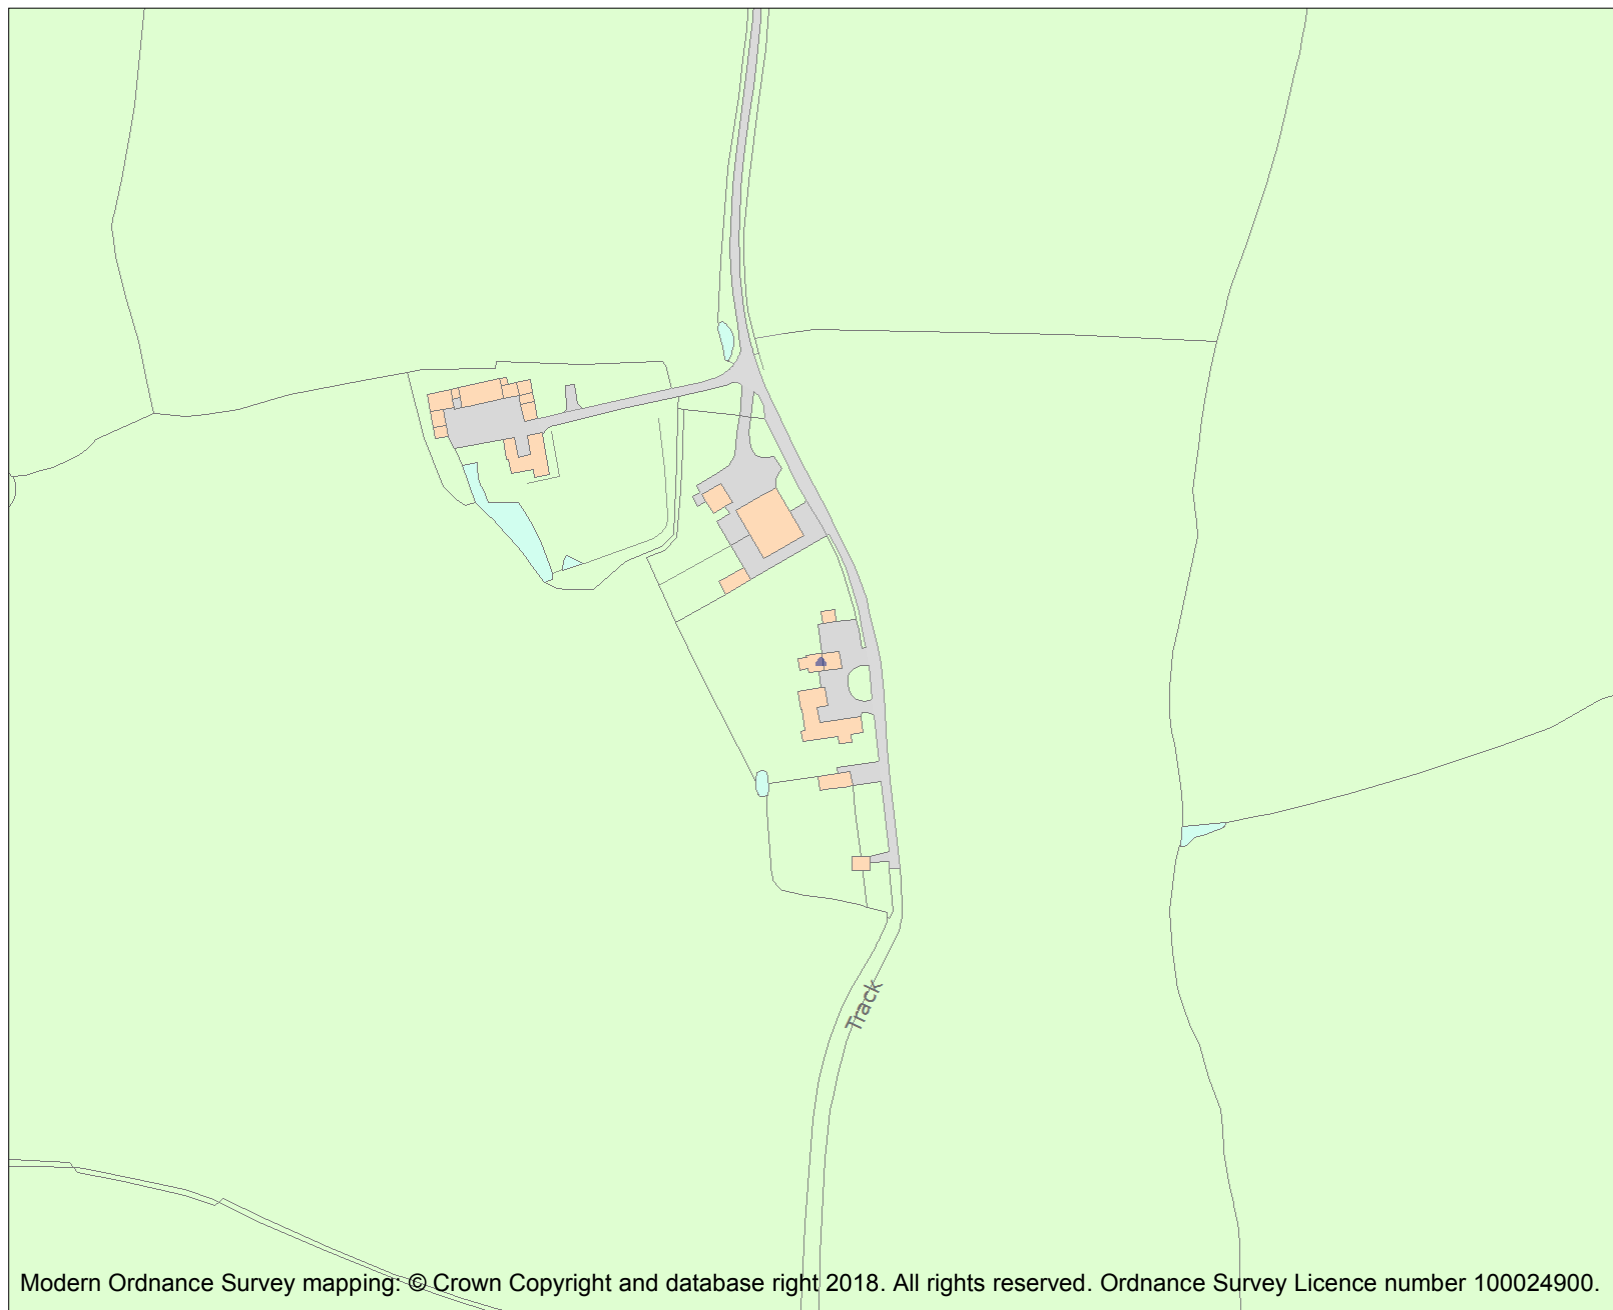 Track
Modern Ordnance Survey mapping: © Crown Copyright and database right 2018. All rights reserved. Ordnance Survey Licence number 100024900.